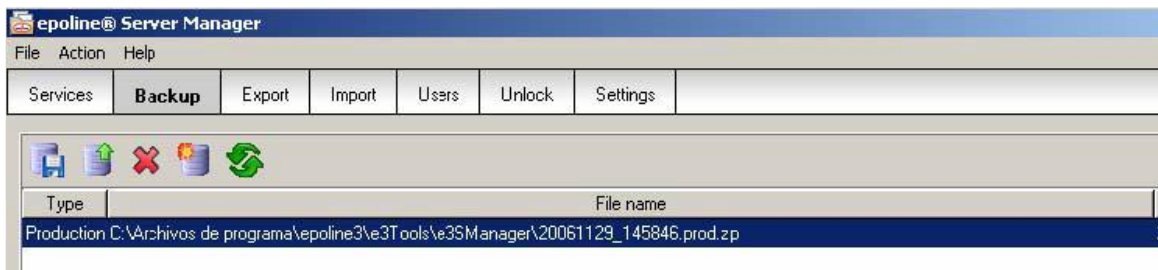 epoline® Server Manager
File Action Help
Services Backup Export Import Users Unlock Settings
Type File name
Production C:\Archivos de programa\epoline3\e3Tools\e3SManager\20061129_145846.prod.zp